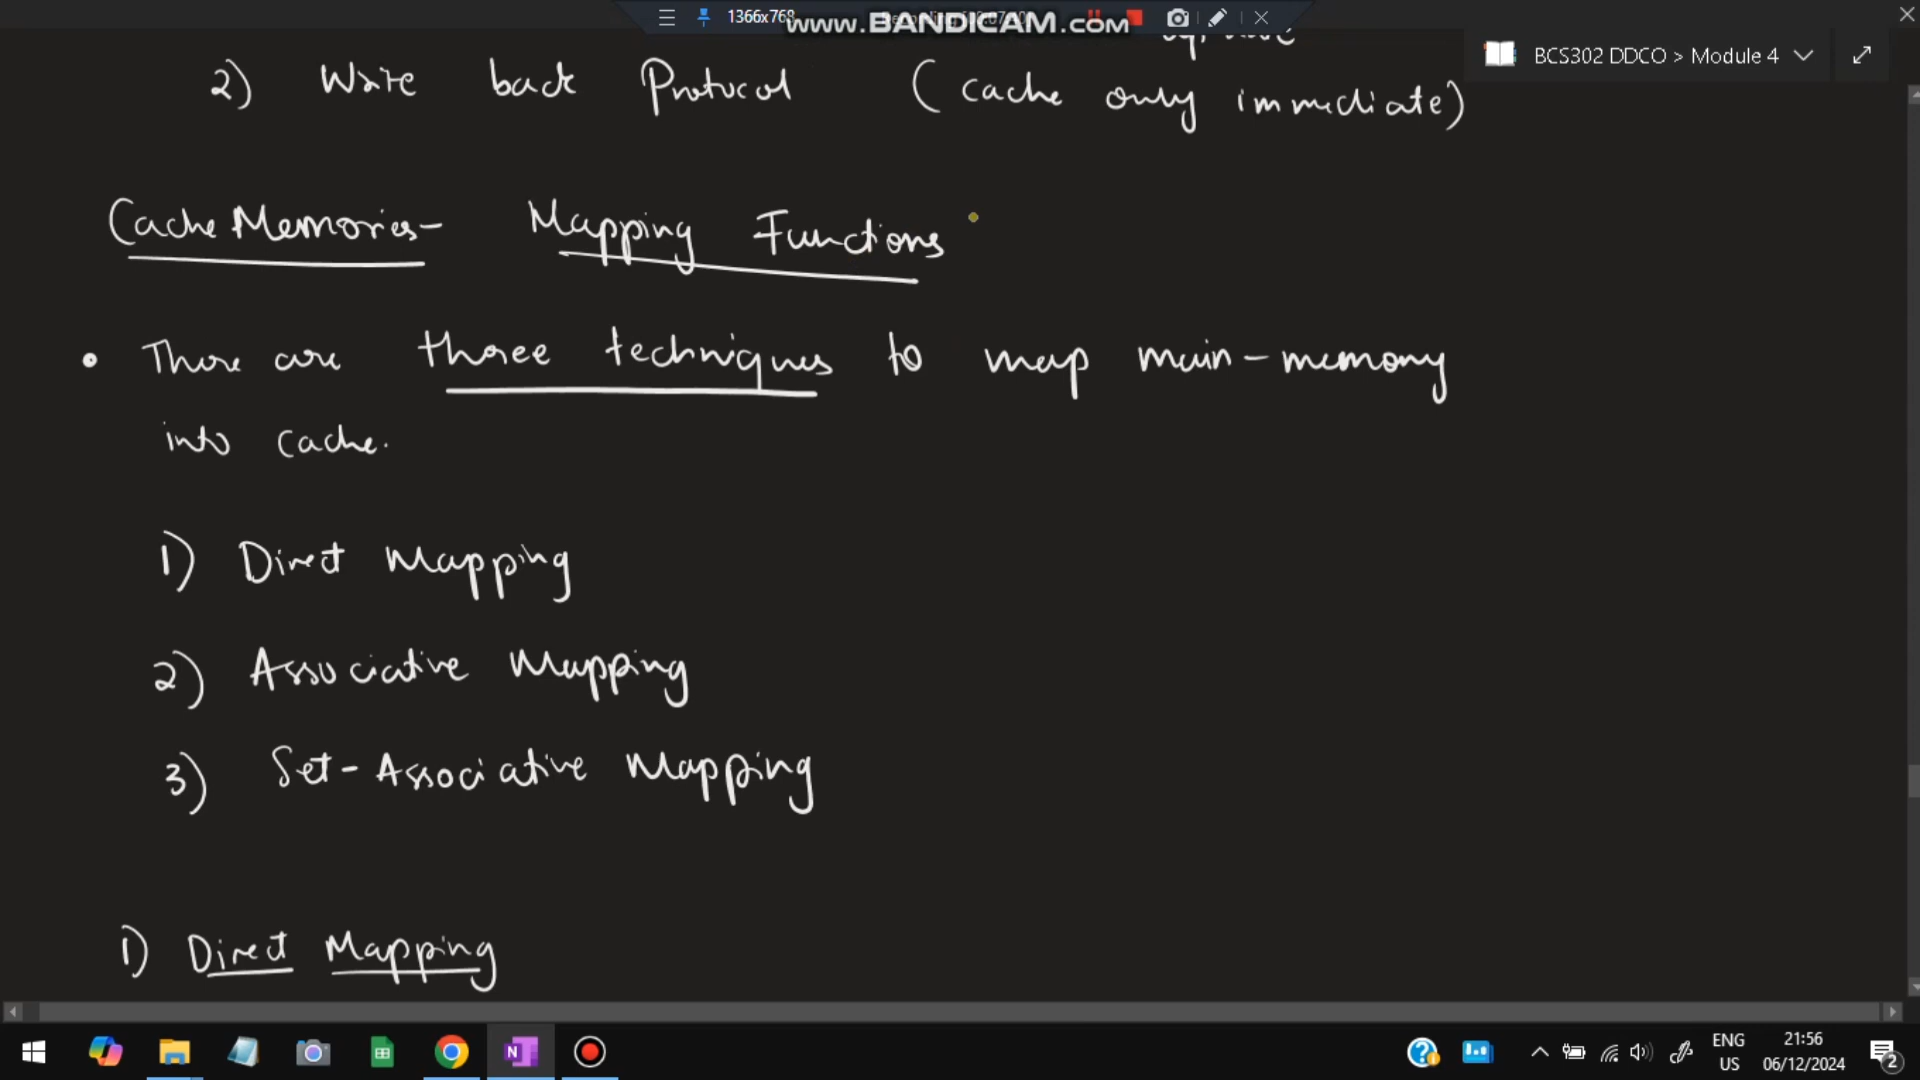 1366x768
www.BANDICAM.com
BCS302 DDCO > Module 4
2) Write back Protocol (cache only immediate)
Cache Memories- Mapping Functions
• There are three techniques to map main-memory
into cache.
1) Direct Mapping
2) Associative Mapping
3) Set-Associative Mapping
1) Direct Mapping
ENG
US
21:56
06/12/2024
2